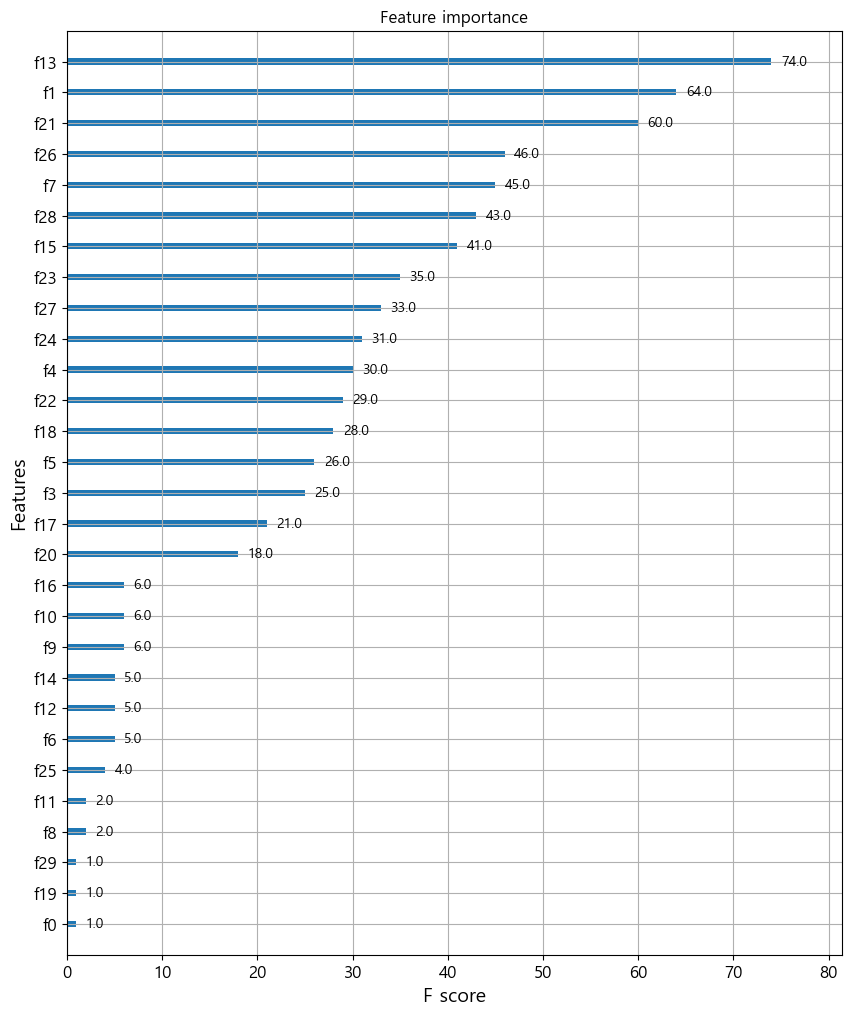 Feature importance
f13 74.0
f1 64.0
f21 60.0
f26 46.0
f7 45.0
f28 43.0
f15 41.0
f23 35.0
f27 33.0
f24 31.0
f4 30.0
f22 29.0
f18 28.0
f5 26.0
f3 25.0
f17 21.0
f20 18.0
f16 6.0
f10 6.0
f9 6.0
f14 5.0
f12 5.0
f6 5.0
f25 4.0
f11 2.0
f8 2.0
f29 1.0
f19 1.0
f0 1.0
Features
0 10 20 30 40 50 60 70 80
F score